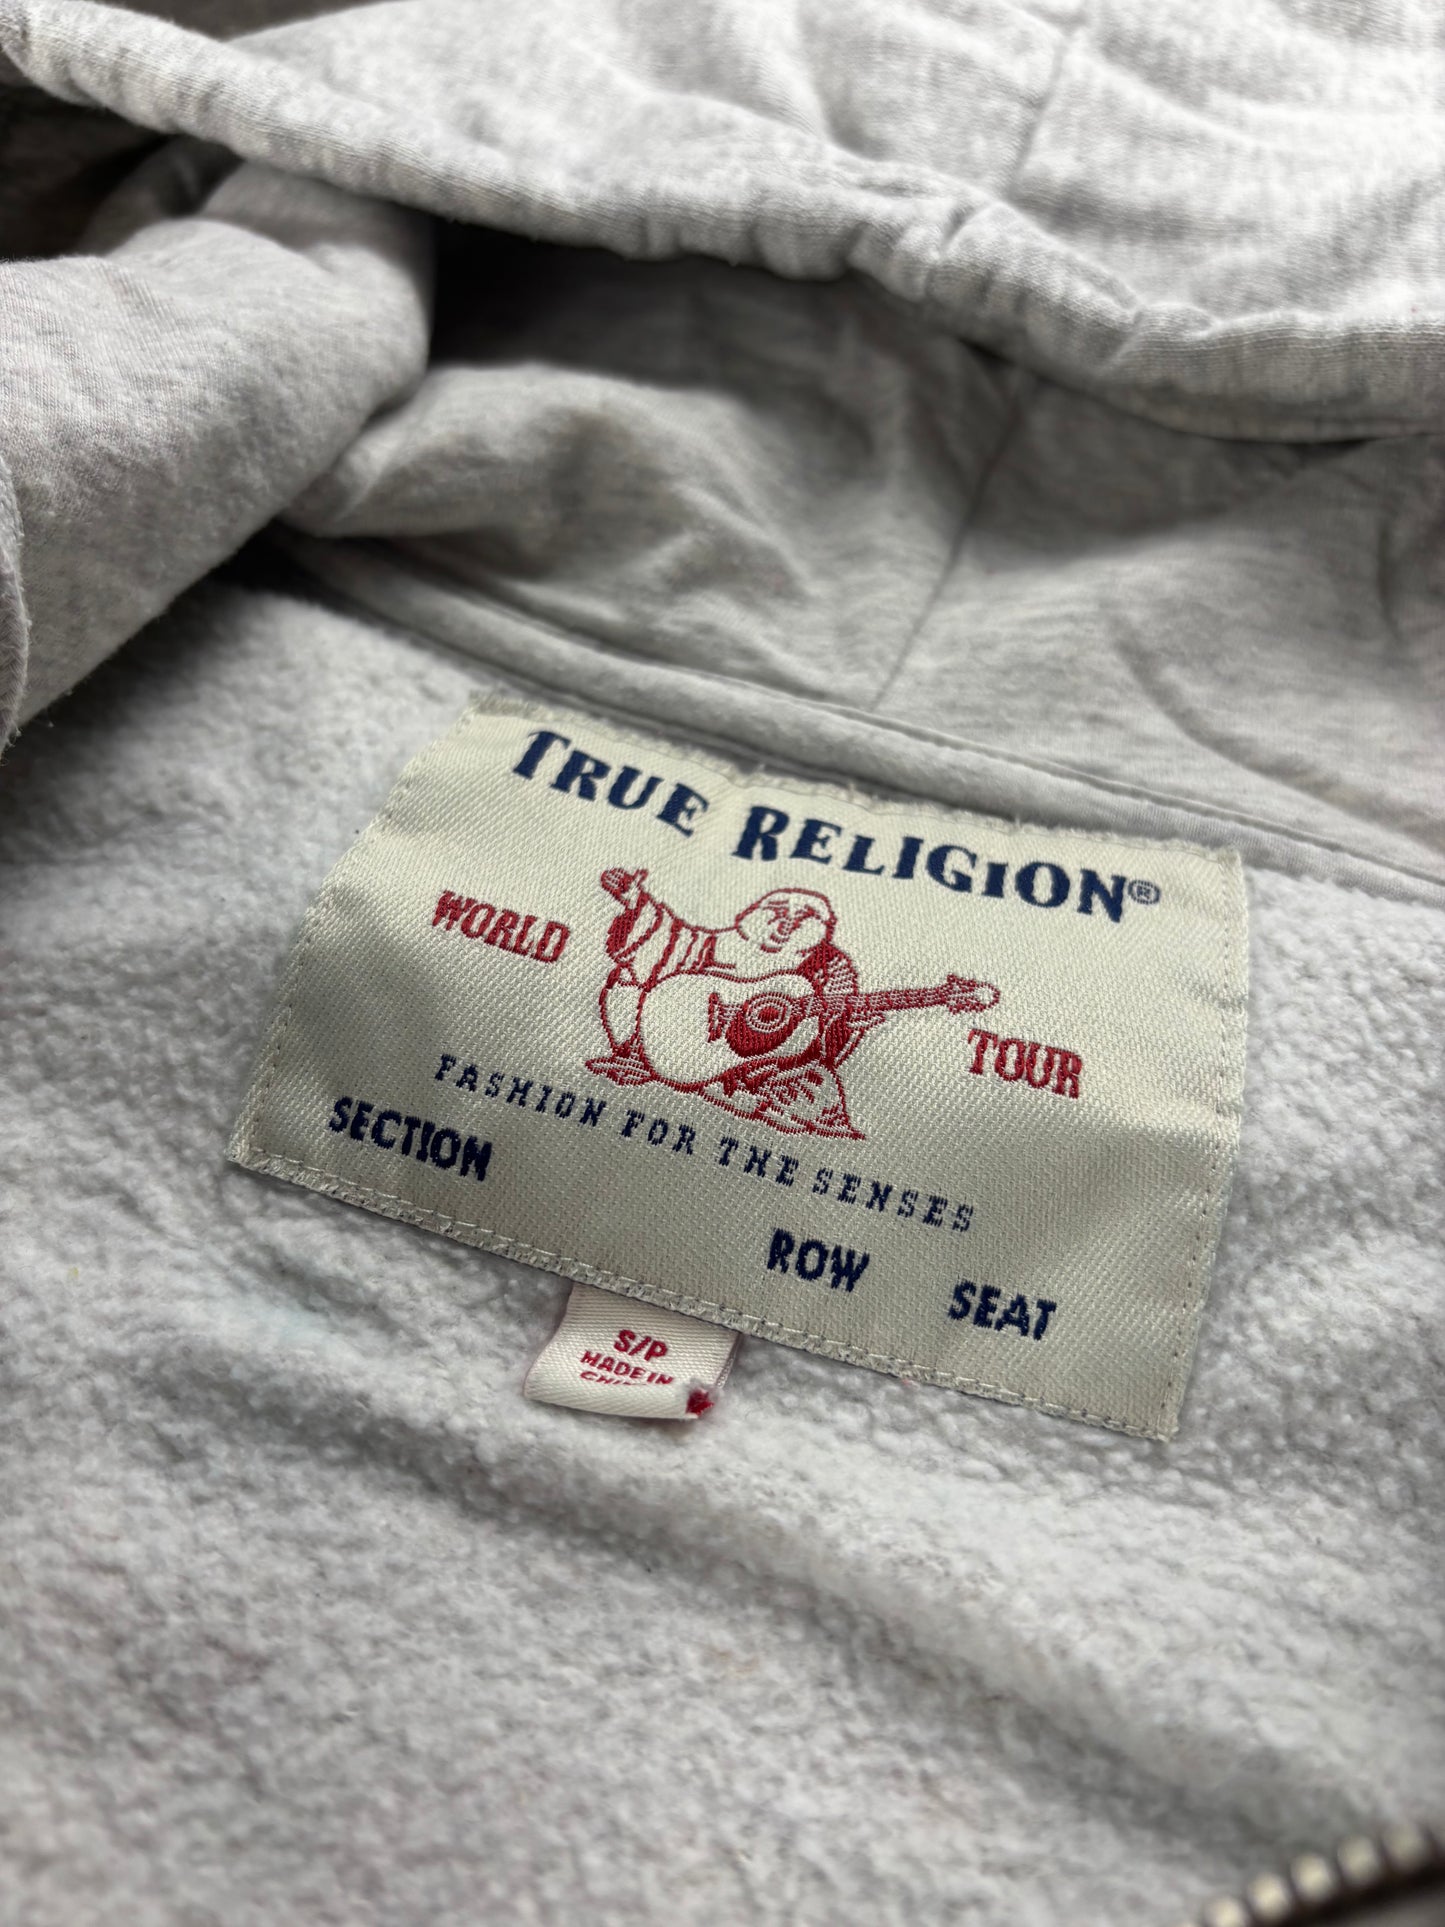 TRUE RELIGION®
WORLD TOUR
FASHION FOR THE SENSES
SECTION ROW SEAT
S/P
MADE IN